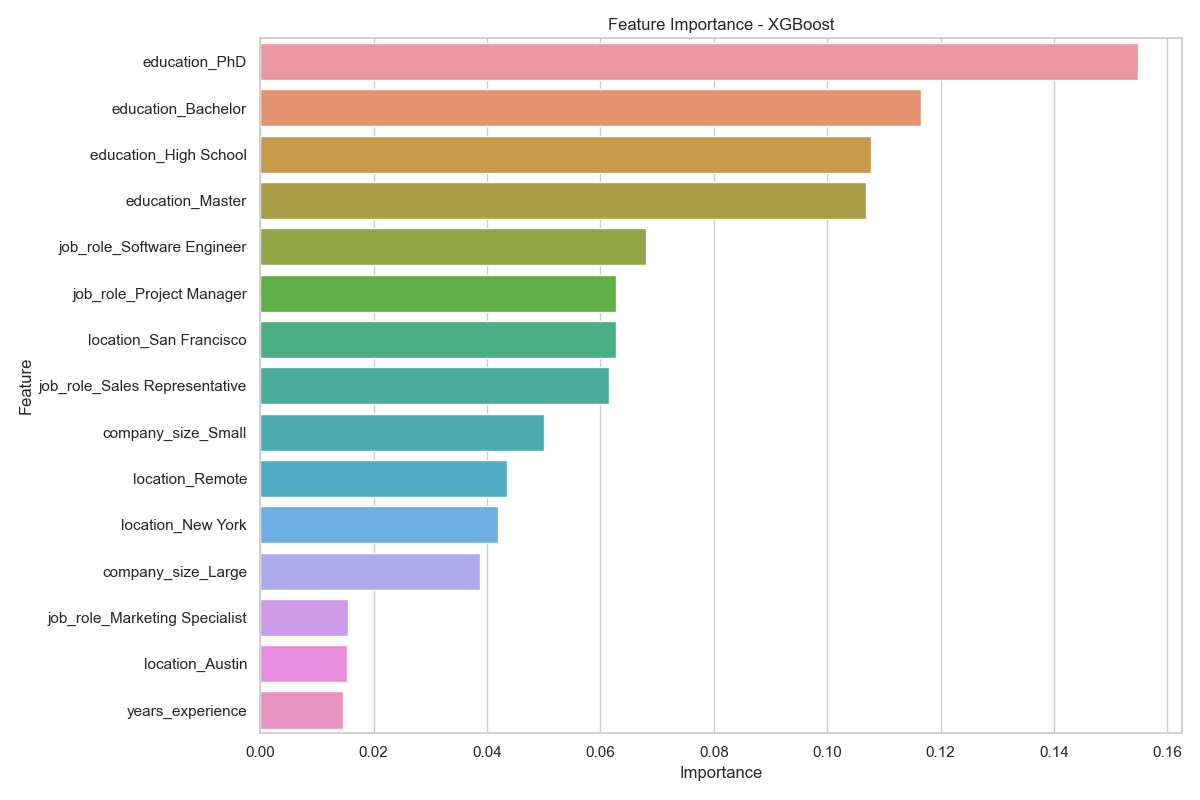 Feature Importance - XGBoost
Feature
education_PhD
education_Bachelor
education_High School
education_Master
job_role_Software Engineer
job_role_Project Manager
location_San Francisco
job_role_Sales Representative
company_size_Small
location_Remote
location_New York
company_size_Large
job_role_Marketing Specialist
location_Austin
years_experience
0.00 0.02 0.04 0.06 0.08 0.10 0.12 0.14 0.16
Importance